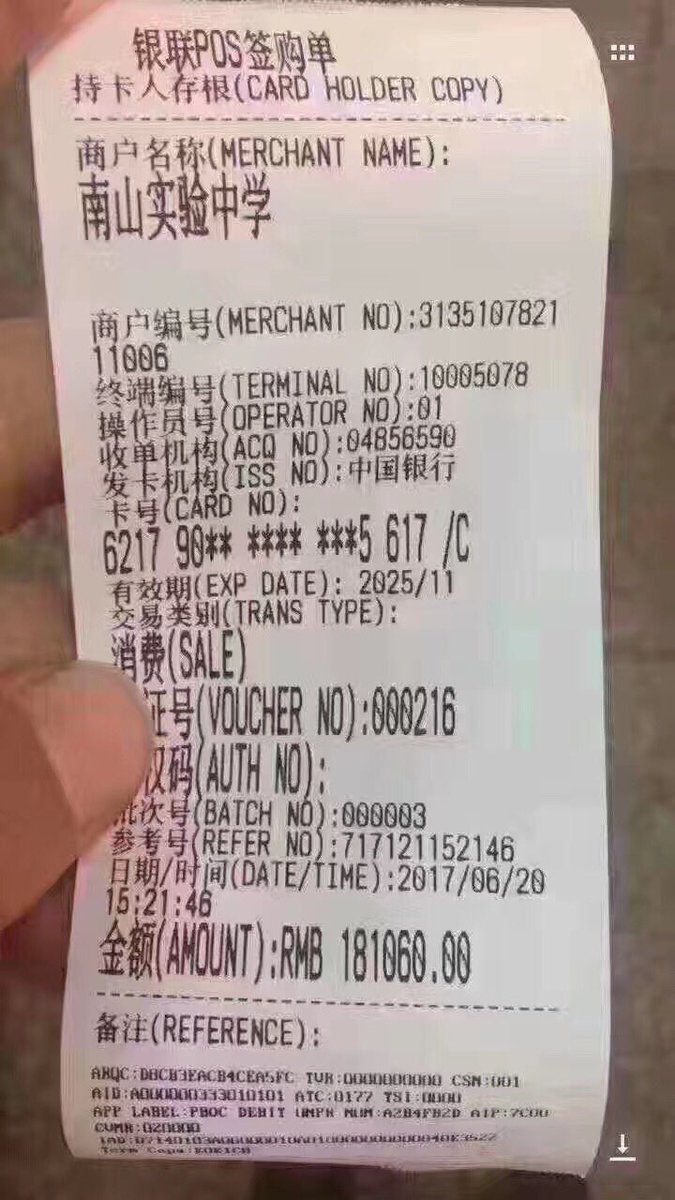 银联POS签购单
持卡人存根(CARD HOLDER COPY)
商户名称(MERCHANT NAME):
南山实验中学
商户编号(MERCHANT NO):3135107821
11006
终端编号(TERMINAL NO):10005078
操作员号(OPERATOR NO):01
收单机构(ACQ NO):04856590
发卡机构(ISS NO):中国银行
卡号(CARD NO):
6217 90** **** ***5 617 /C
有效期(EXP DATE): 2025/11
交易类别(TRANS TYPE):
消费(SALE)
证号(VOUCHER NO):000216
权码(AUTH NO):
批次号(BATCH NO):000003
参考号(REFER NO):717121152146
日期/时间(DATE/TIME):2017/06/20
15:21:46
金额(AMOUNT):RMB 181060.00
备注(REFERENCE):
ARQC:D8CB3EACB4CEA5FC TVR:0000000000 CSN:001
AID:A000000333010101 ATC:0177 TSI:0000
APP LABEL:PBOC DEBIT UNPR NUM:A2B4FB2D AIP:7C00
CVMR:020000
Term Capa:E0E1C8